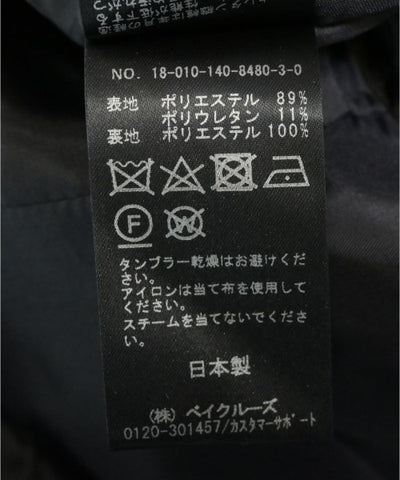 NO. 18-010-140-8480-3-0
表地 ポリエステル 89%
ポリウレタン 11%
裏地 ポリエステル 100%
F W
タンブラー乾燥はお避けくだ
さい。
アイロンは当て布を使用して
ください。
スチームを当てないでくださ
い。
日本製
(株) ベイクルーズ
0120-301457/カスタマーサポート